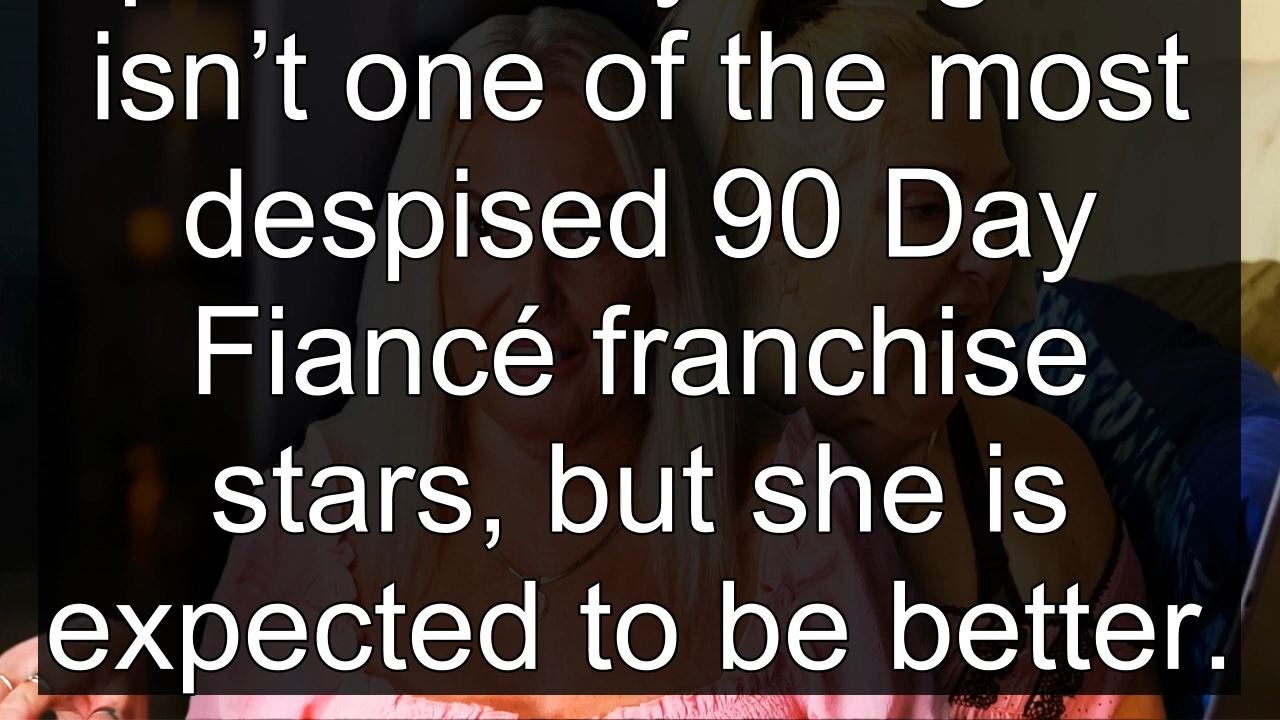 isn’t one of the most
despised 90 Day
Fiancé franchise
stars, but she is
expected to be better.